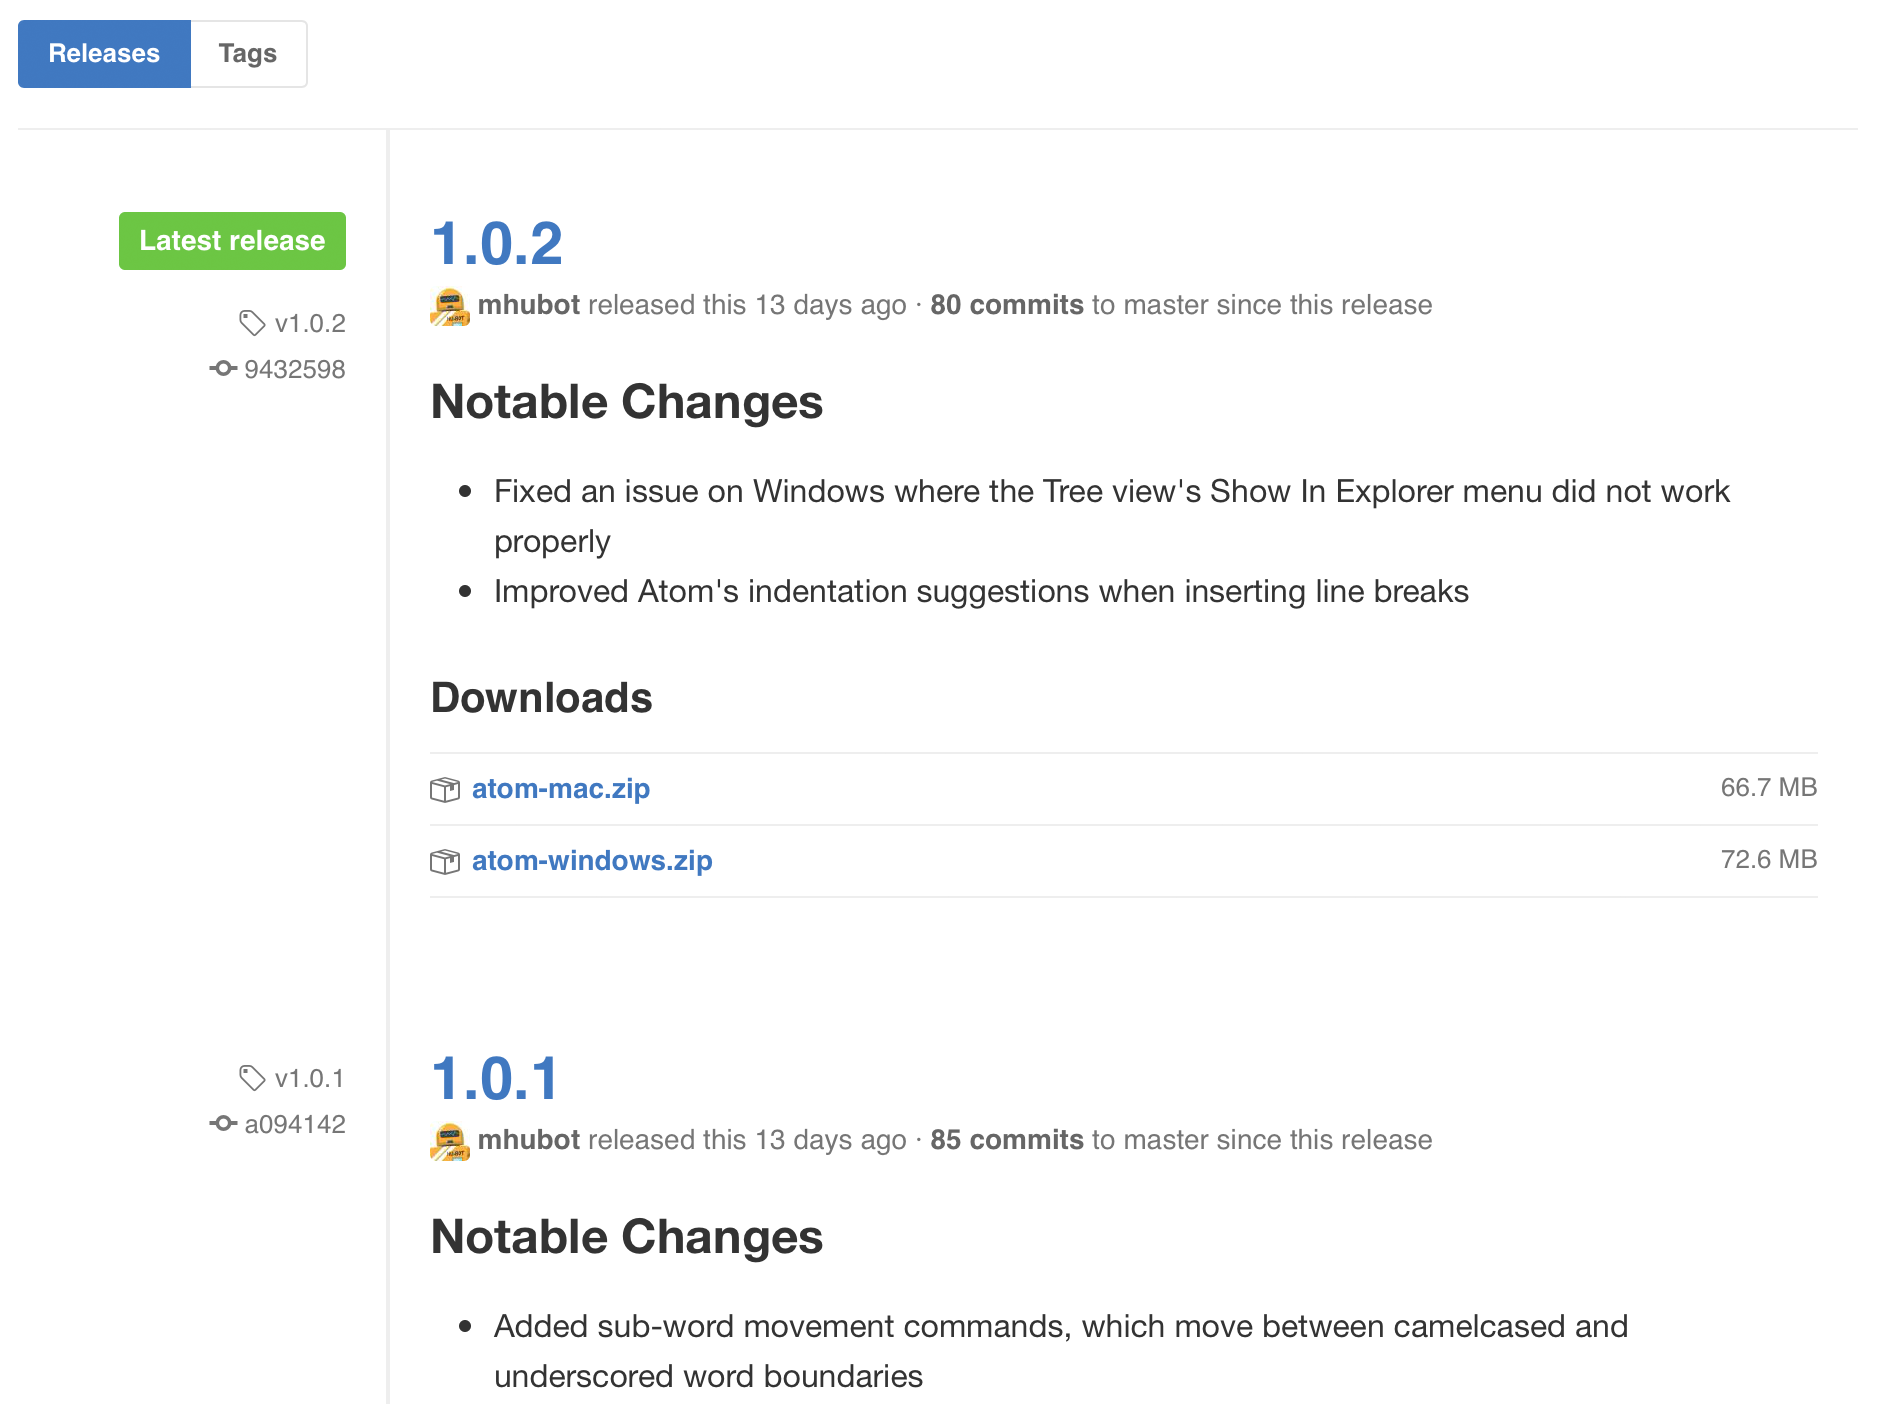 Releases Tags
Latest release
v1.0.2
9432598
1.0.2
mhubot released this 13 days ago · 80 commits to master since this release
Notable Changes
Fixed an issue on Windows where the Tree view's Show In Explorer menu did not work
properly
Improved Atom's indentation suggestions when inserting line breaks
Downloads
atom-mac.zip 66.7 MB
atom-windows.zip 72.6 MB
v1.0.1
a094142
1.0.1
mhubot released this 13 days ago · 85 commits to master since this release
Notable Changes
Added sub-word movement commands, which move between camelcased and
underscored word boundaries